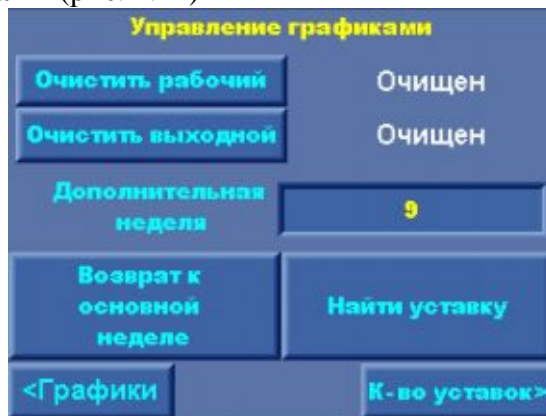 Управление графиками
Очистить рабочий
Очищен
Очистить выходной
Очищен
Дополнительная
неделя
9
Возврат к
основной
неделе
Найти уставку
<Графики
К-во уставок>